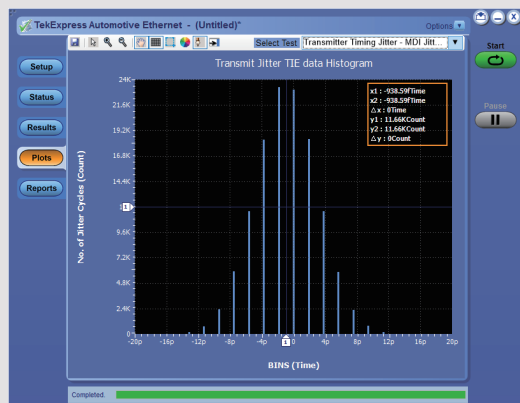 TekExpress Automotive Ethernet - (Untitled)*
Options
Start
Pause
Setup
Status
Results
Plots
Reports
Select Test
Transmitter Timing Jitter - MDI Jitt...
Transmit Jitter TIE data Histogram
x1 : -938.59fTime
x2 : -938.59fTime
△x : 0Time
y1 : 11.66KCount
y2 : 11.66KCount
△y : 0Count
No. of Jitter Cycles (Count)
24K
21.6K
19.2K
16.8K
14.4K
1
9.6K
7.2K
4.8K
2.4K
0
-20p -16p -12p -8p -4p 1 0 4p 8p 12p 16p 20p
BINS (Time)
Completed.